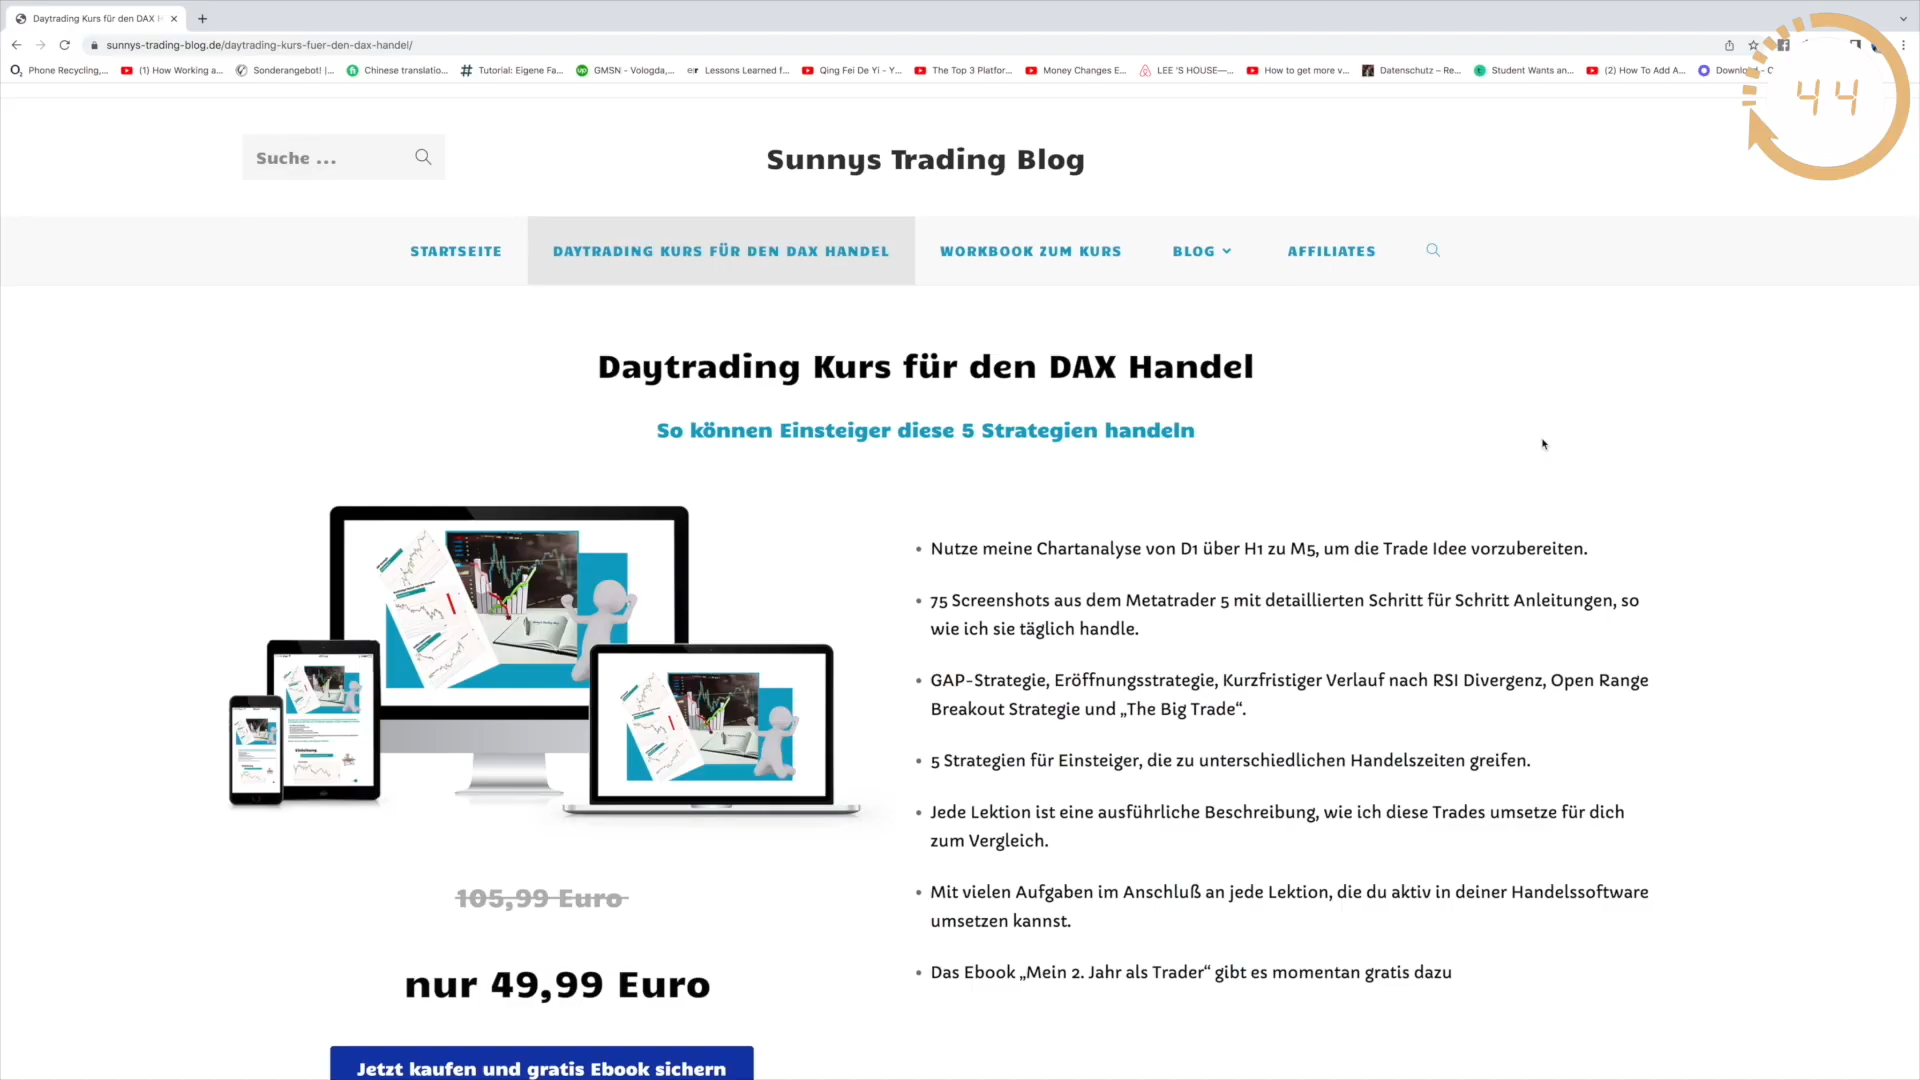 Daytrading Kurs für den DAX H
sunnys-trading-blog.de/daytrading-kurs-fuer-den-dax-handel/
Phone Recycling,...
(1) How Working a...
Sonderangebot! |...
Chinese translatio...
Tutorial: Eigene Fa...
GMSN - Vologda,...
Lessons Learned f...
Qing Fei De Yi - Y...
The Top 3 Platfor...
Money Changes E...
LEE 'S HOUSE—...
How to get more v...
Datenschutz – Re...
Student Wants an...
(2) How To Add A...
44
Suche ...
Sunnys Trading Blog
STARTSEITE
DAYTRADING KURS FÜR DEN DAX HANDEL
WORKBOOK ZUM KURS
BLOG
AFFILIATES
Daytrading Kurs für den DAX Handel
So können Einsteiger diese 5 Strategien handeln
• Nutze meine Chartanalyse von D1 über H1 zu M5, um die Trade Idee vorzubereiten.
• 75 Screenshots aus dem Metatrader 5 mit detaillierten Schritt für Schritt Anleitungen, so
wie ich sie täglich handle.
• GAP-Strategie, Eröffnungsstrategie, Kurzfristiger Verlauf nach RSI Divergenz, Open Range
Breakout Strategie und „The Big Trade“.
• 5 Strategien für Einsteiger, die zu unterschiedlichen Handelszeiten greifen.
• Jede Lektion ist eine ausführliche Beschreibung, wie ich diese Trades umsetze für dich
zum Vergleich.
• Mit vielen Aufgaben im Anschluß an jede Lektion, die du aktiv in deiner Handelssoftware
umsetzen kannst.
• Das Ebook „Mein 2. Jahr als Trader“ gibt es momentan gratis dazu
105,99 Euro
nur 49,99 Euro
Jetzt kaufen und gratis Ebook sichern